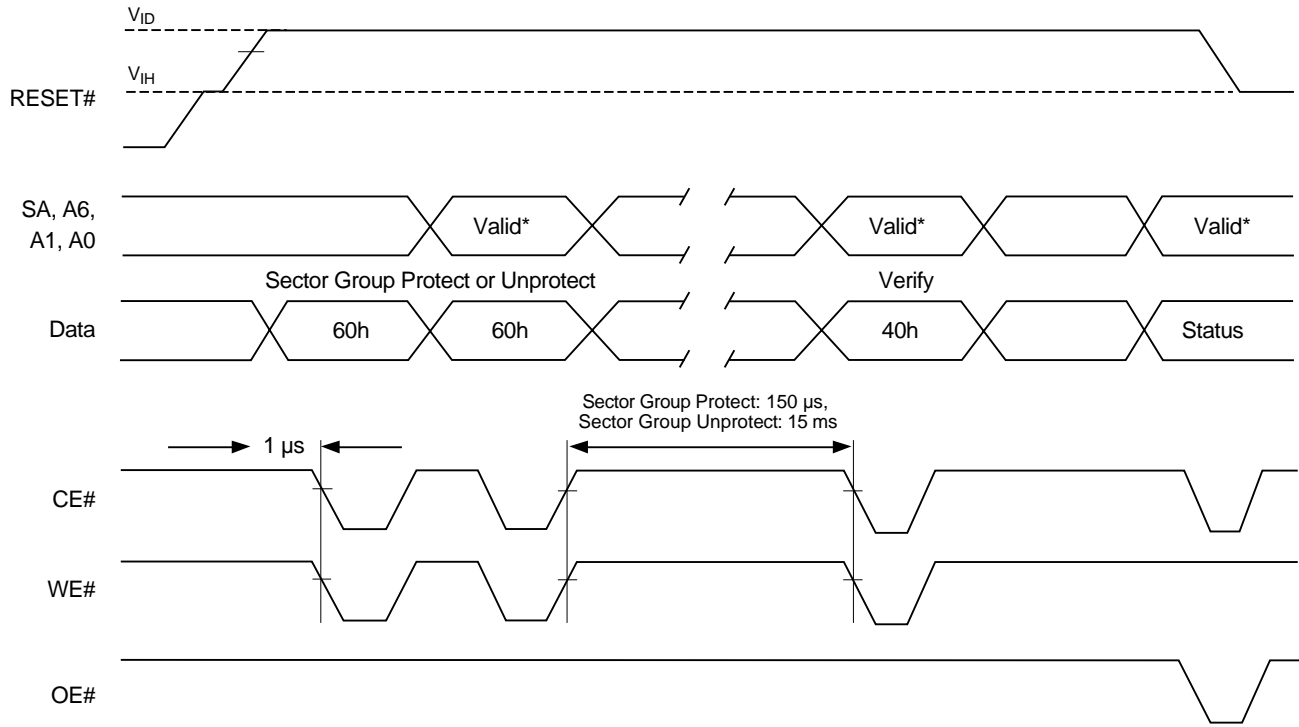 VID
VIH
RESET#
SA, A6,
A1, A0
Valid*
Valid*
Valid*
Sector Group Protect or Unprotect
Verify
Data
60h
60h
40h
Status
Sector Group Protect: 150 µs,
Sector Group Unprotect: 15 ms
1 µs
CE#
WE#
OE#